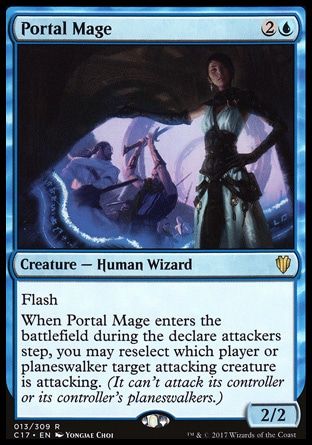 Portal Mage 2
Creature — Human Wizard
Flash
When Portal Mage enters the
battlefield during the declare attackers
step, you may reselect which player or
planeswalker target attacking creature
is attacking. (It can't attack its controller
or its controller's planeswalkers.)
2/2
013/309 R
C17 • EN Yongjae Choi
™ & © 2017 Wizards of the Coast